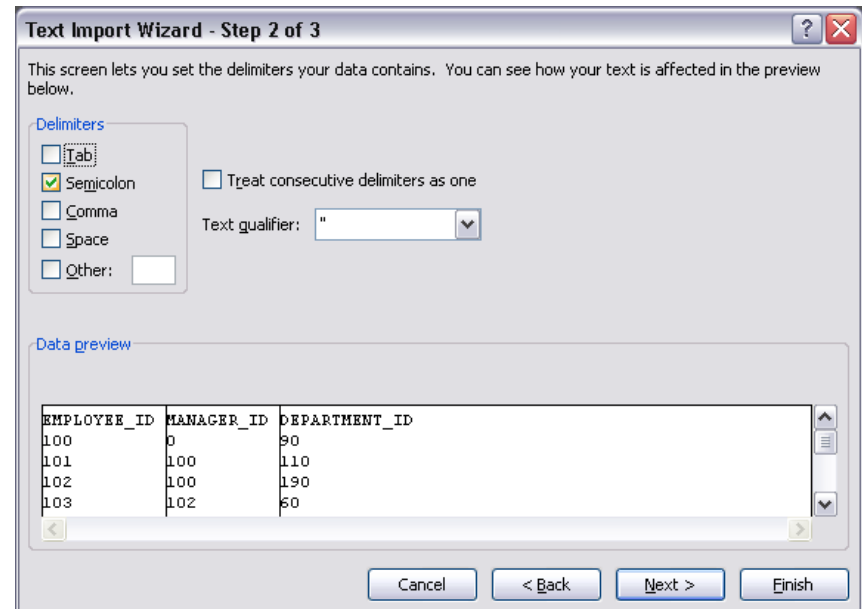 Text Import Wizard - Step 2 of 3
This screen lets you set the delimiters your data contains.  You can see how your text is affected in the preview
below.
Delimiters
Tab
Semicolon
Comma
Space
Other:
Treat consecutive delimiters as one
Text qualifier: "
Data preview
EMPLOYEE_ID MANAGER_ID DEPARTMENT_ID
100 0 90
101 100 110
102 100 190
103 102 60
Cancel < Back Next > Finish